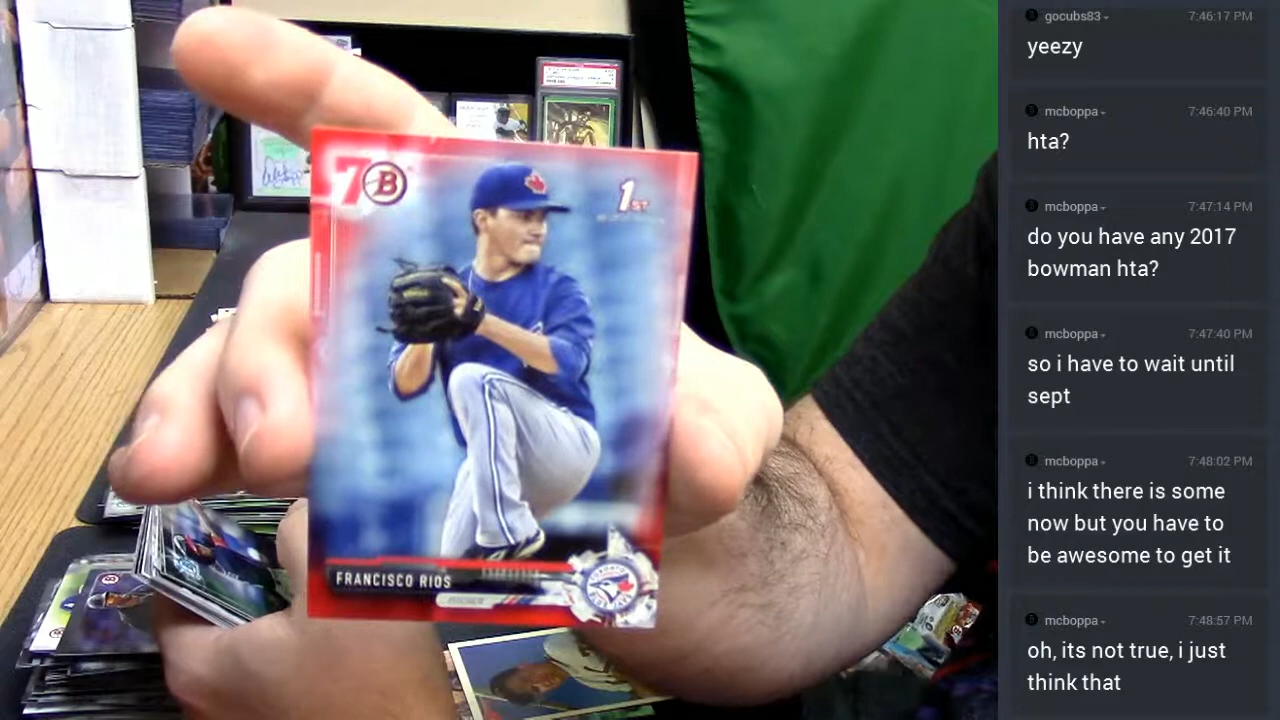 7 B
1ST
FRANCISCO RIOS
PITCHER
gocubs83
7:46:17 PM
yeezy
mcboppa
7:46:40 PM
hta?
mcboppa
7:47:14 PM
do you have any 2017
bowman hta?
mcboppa
7:47:40 PM
so i have to wait until
sept
mcboppa
7:48:02 PM
i think there is some
now but you have to
be awesome to get it
mcboppa
7:48:57 PM
oh, its not true, i just
think that